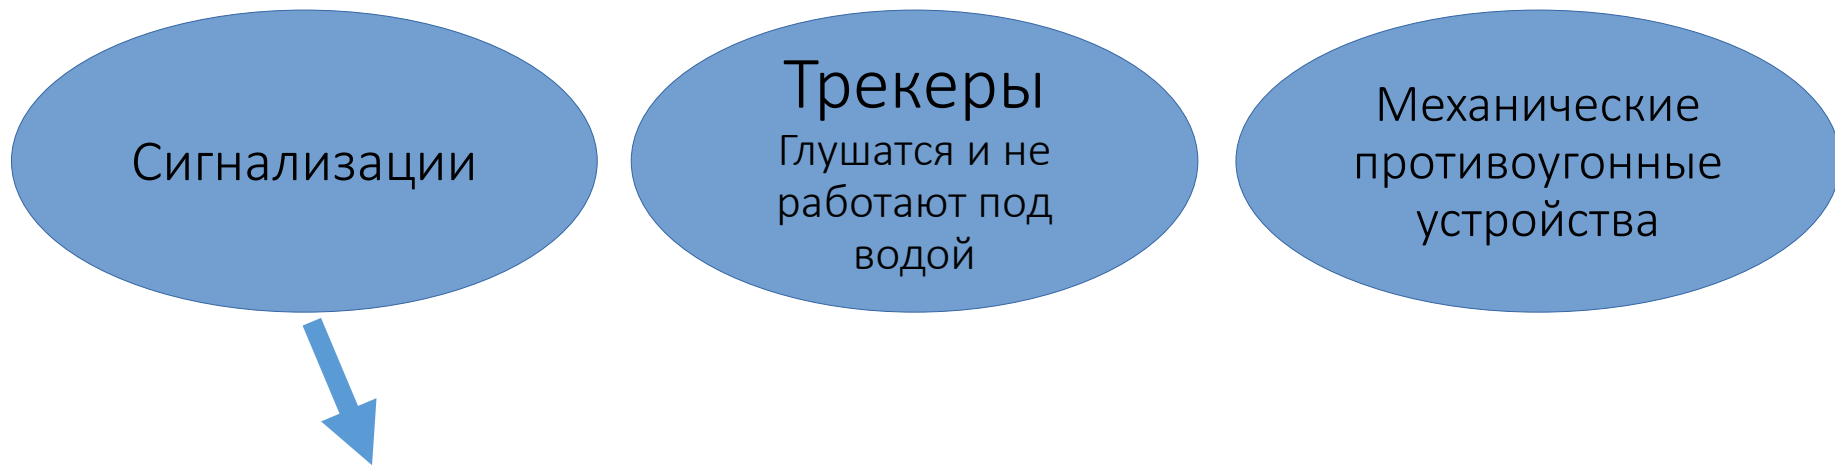 Сигнализации
Трекеры
Глушатся и не
работают под
водой
Механические
противоугонные
устройства